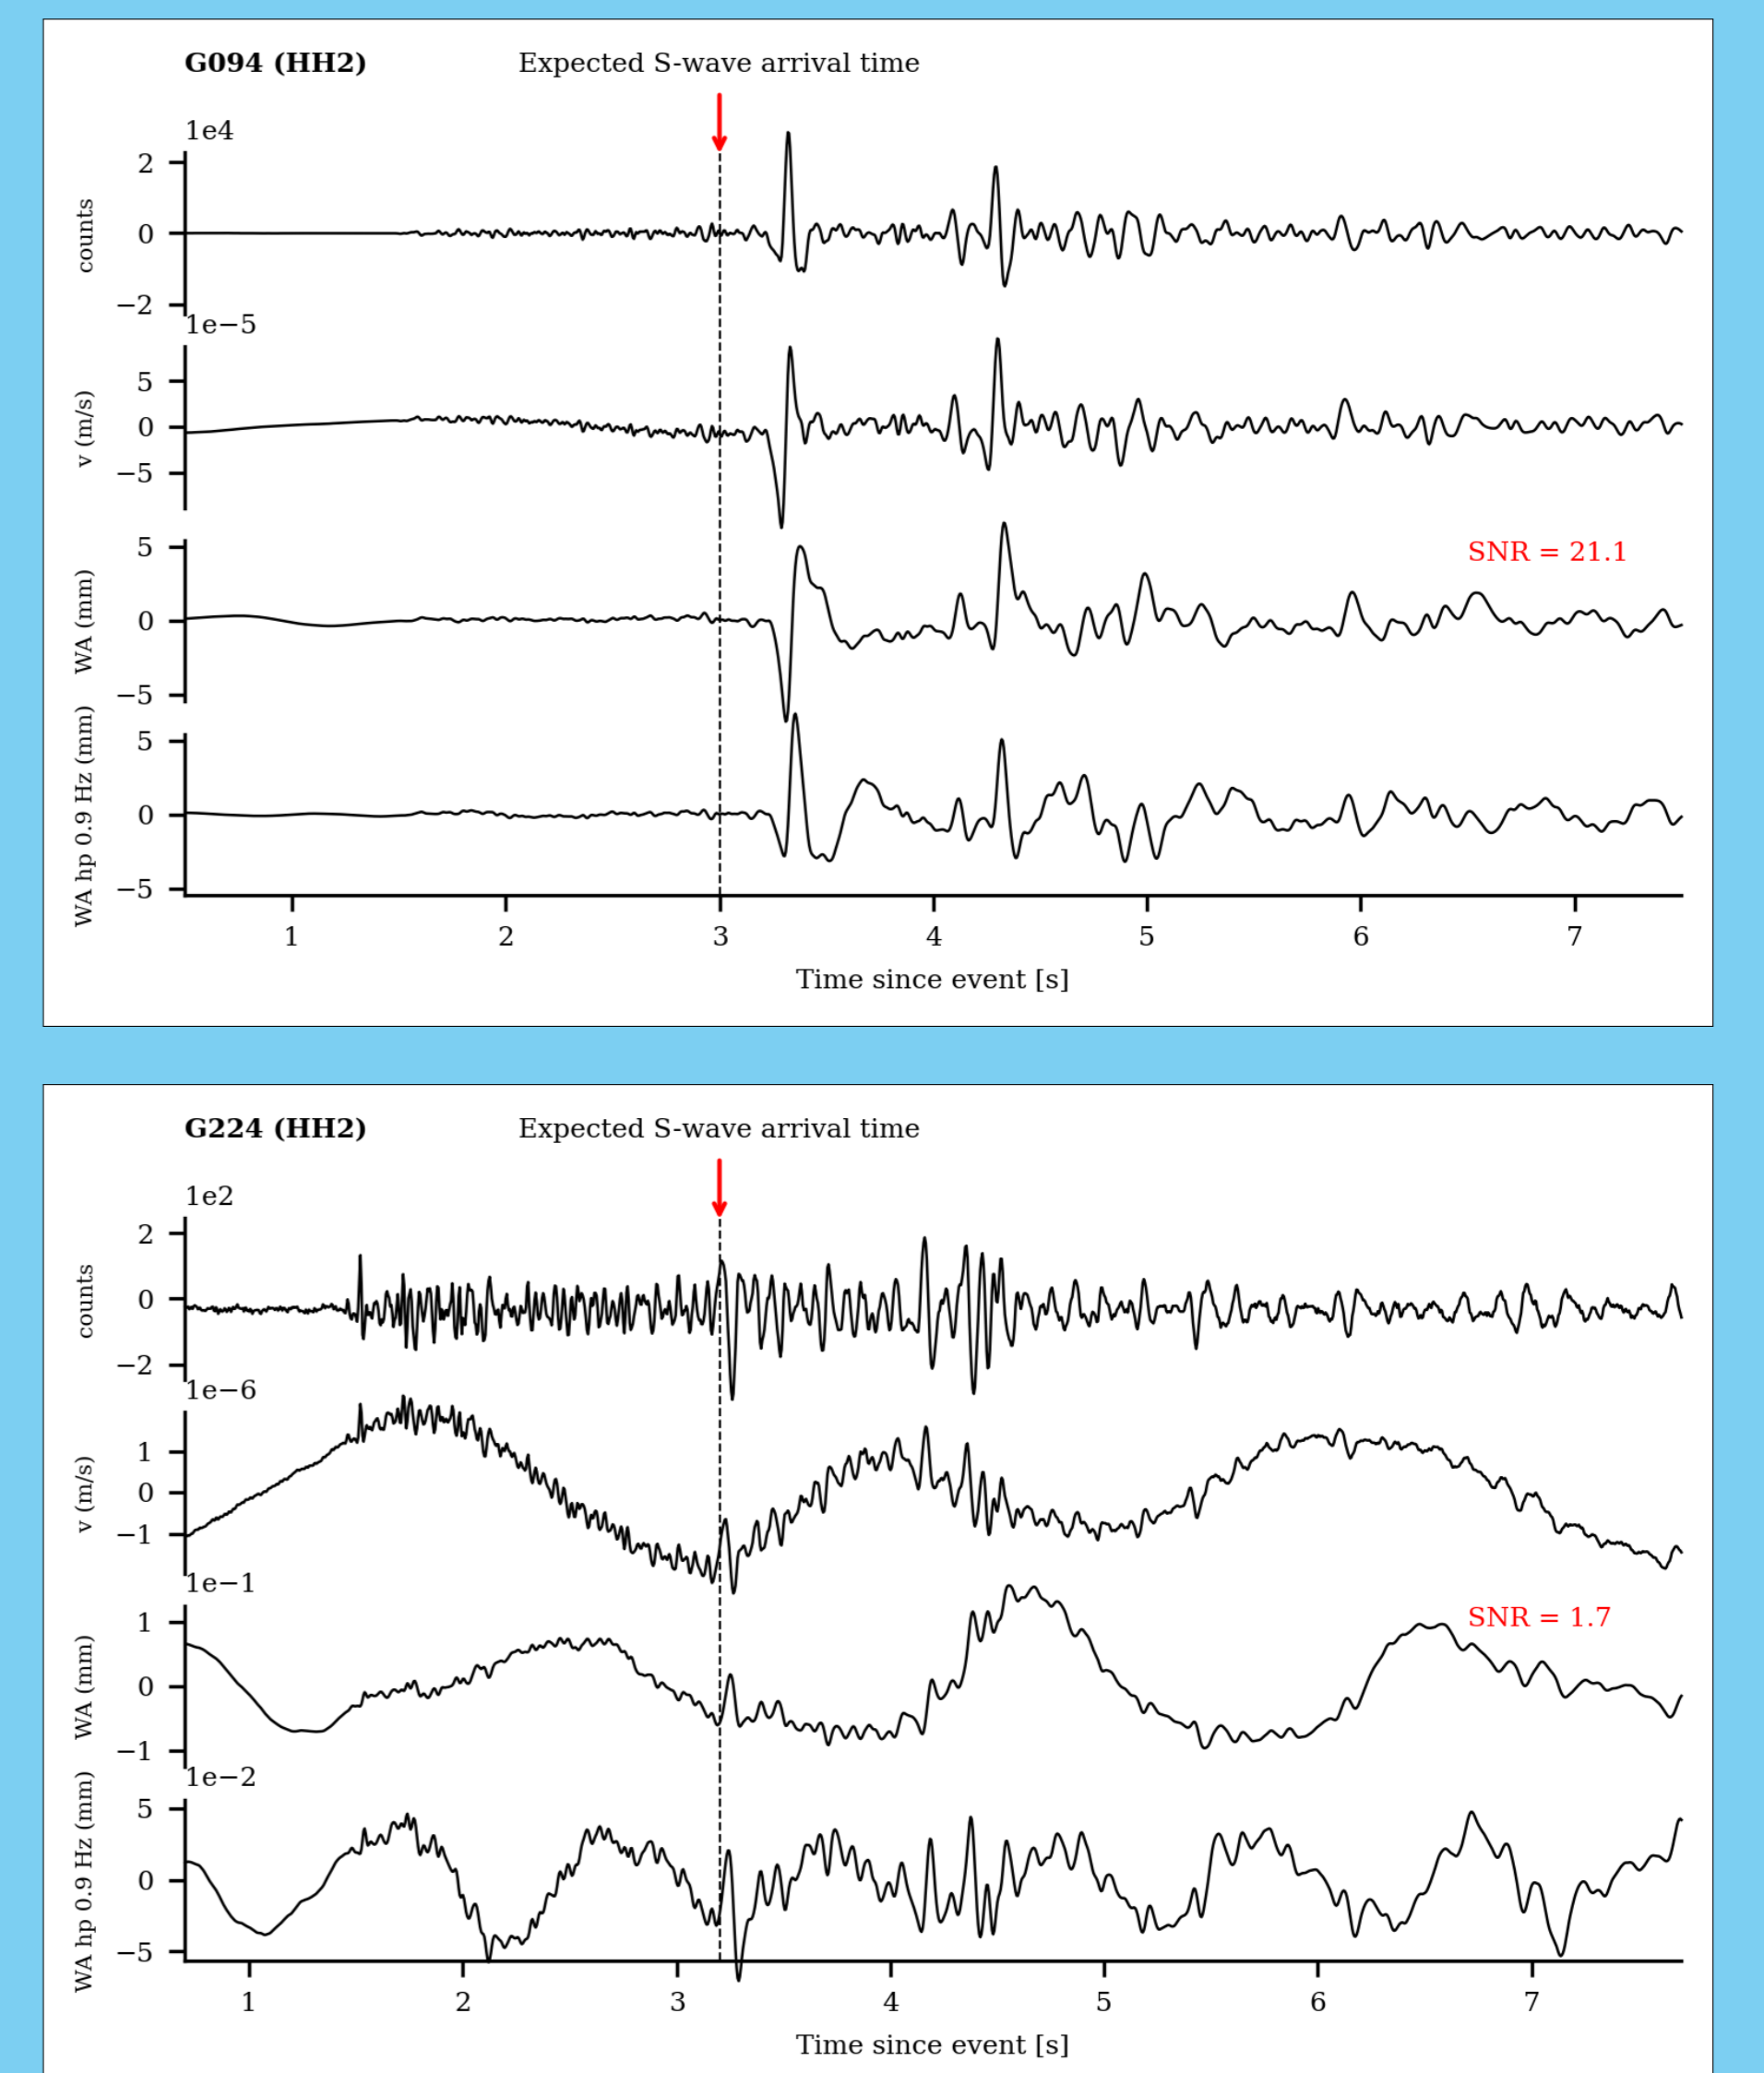 G094 (HH2) Expected S-wave arrival time
1e4
2
0
−2
counts
1e−5
5
0
−5
v (m/s)
5
0
−5
WA (mm)
SNR = 21.1
5
0
−5
WA hp 0.9 Hz (mm)
1 2 3 4 5 6 7
Time since event [s]
G224 (HH2) Expected S-wave arrival time
1e2
2
0
−2
counts
1e−6
1
0
−1
v (m/s)
1e−1
1
0
−1
WA (mm)
SNR = 1.7
1e−2
5
0
−5
WA hp 0.9 Hz (mm)
1 2 3 4 5 6 7
Time since event [s]